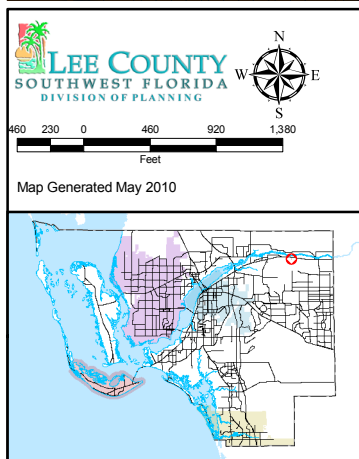 LEE COUNTY
SOUTHWEST FLORIDA
DIVISION OF PLANNING
N
W E
S
460 230 0 460 920 1,380
Feet
Map Generated May 2010